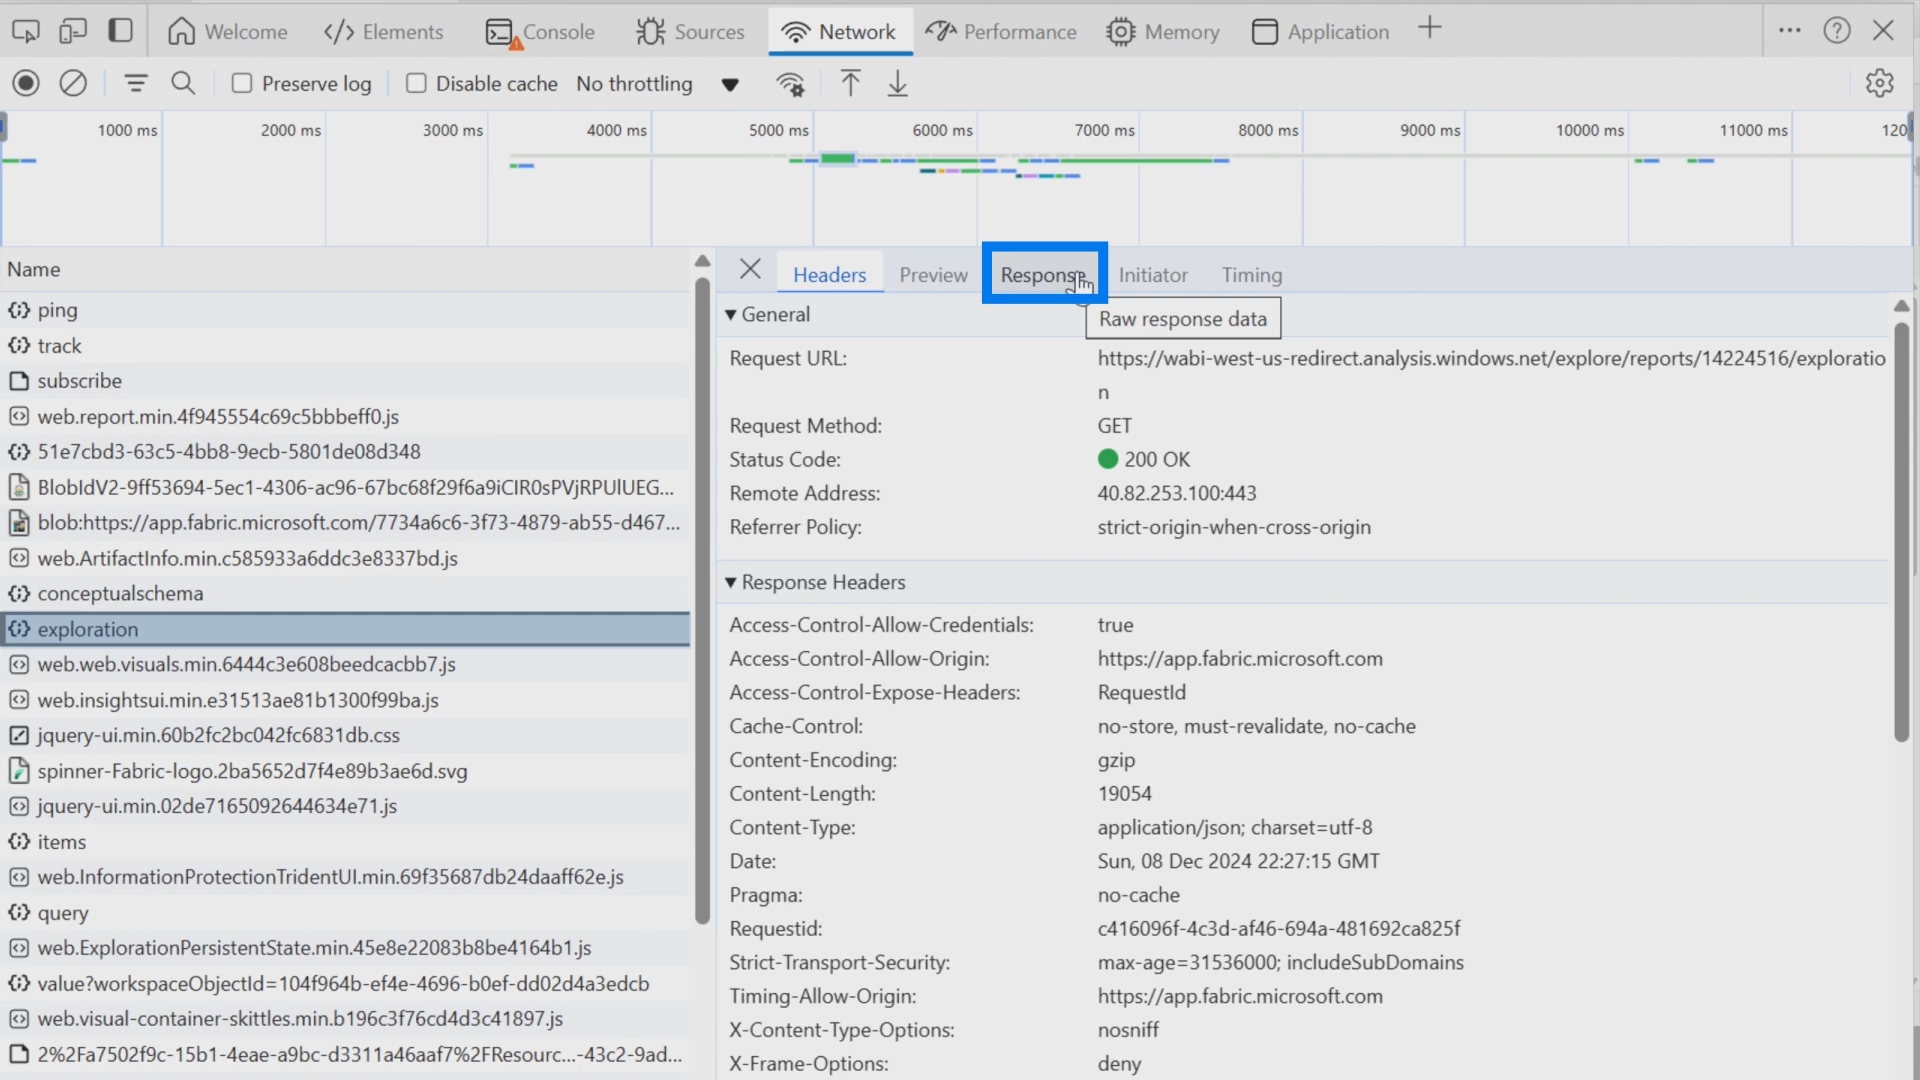 Welcome
Elements
Console
Sources
Network
Performance
Memory
Application
Preserve log
Disable cache
No throttling
1000 ms
2000 ms
3000 ms
4000 ms
5000 ms
6000 ms
7000 ms
8000 ms
9000 ms
10000 ms
11000 ms
120
Name
ping
track
subscribe
web.report.min.4f945554c69c5bbbeff0.js
51e7cbd3-63c5-4bb8-9ecb-5801de08d348
BlobIdV2-9ff53694-5ec1-4306-ac96-67bc68f29f6a9iCIR0sPVjRPUlUEG...
blob:https://app.fabric.microsoft.com/7734a6c6-3f73-4879-ab55-d467...
web.ArtifactInfo.min.c585933a6ddc3e8337bd.js
conceptualschema
exploration
web.web.visuals.min.6444c3e608beedcacbb7.js
web.insightsui.min.e31513ae81b1300f99ba.js
jquery-ui.min.60b2fc2bc042fc6831db.css
spinner-Fabric-logo.2ba5652d7f4e89b3ae6d.svg
jquery-ui.min.02de7165092644634e71.js
items
web.InformationProtectionTridentUI.min.69f35687db24daaff62e.js
query
web.ExplorationPersistentState.min.45e8e22083b8be4164b1.js
value?workspaceObjectId=104f964b-ef4e-4696-b0ef-dd02d4a3edcb
web.visual-container-skittles.min.b196c3f76cd4d3c41897.js
2%2Fa7502f9c-15b1-4eae-a9bc-d3311a46aaf7%2FResourc...-43c2-9ad...
Headers
Preview
Response
Initiator
Timing
General
Raw response data
Request URL:
https://wabi-west-us-redirect.analysis.windows.net/explore/reports/14224516/exploratio
n
Request Method:
GET
Status Code:
200 OK
Remote Address:
40.82.253.100:443
Referrer Policy:
strict-origin-when-cross-origin
Response Headers
Access-Control-Allow-Credentials:
true
Access-Control-Allow-Origin:
https://app.fabric.microsoft.com
Access-Control-Expose-Headers:
RequestId
Cache-Control:
no-store, must-revalidate, no-cache
Content-Encoding:
gzip
Content-Length:
19054
Content-Type:
application/json; charset=utf-8
Date:
Sun, 08 Dec 2024 22:27:15 GMT
Pragma:
no-cache
Requestid:
c416096f-4c3d-af46-694a-481692ca825f
Strict-Transport-Security:
max-age=31536000; includeSubDomains
Timing-Allow-Origin:
https://app.fabric.microsoft.com
X-Content-Type-Options:
nosniff
X-Frame-Options:
deny